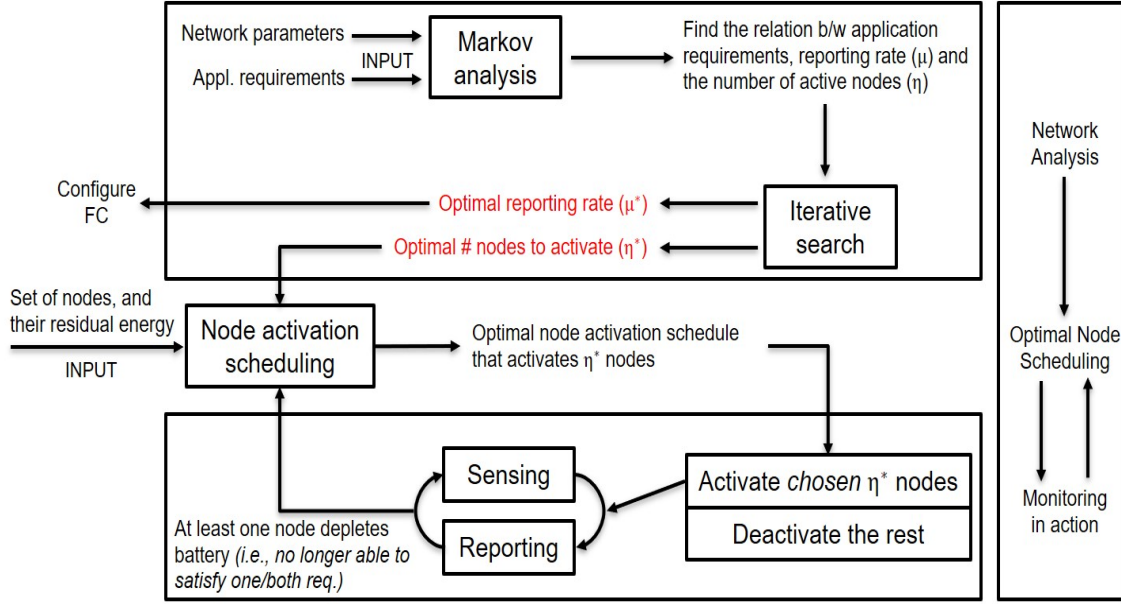 Network parameters
INPUT
Appl. requirements
Markov
analysis
Find the relation b/w application
requirements, reporting rate (μ) and
the number of active nodes (η)
Configure
FC
Optimal reporting rate (μ*)
Optimal # nodes to activate (η*)
Iterative
search
Set of nodes, and
their residual energy
INPUT
Node activation
scheduling
Optimal node activation schedule
that activates η* nodes
Sensing
Reporting
Activate chosen η* nodes
Deactivate the rest
At least one node depletes
battery (i.e., no longer able to
satisfy one/both req.)
Network
Analysis
Optimal Node
Scheduling
Monitoring
in action